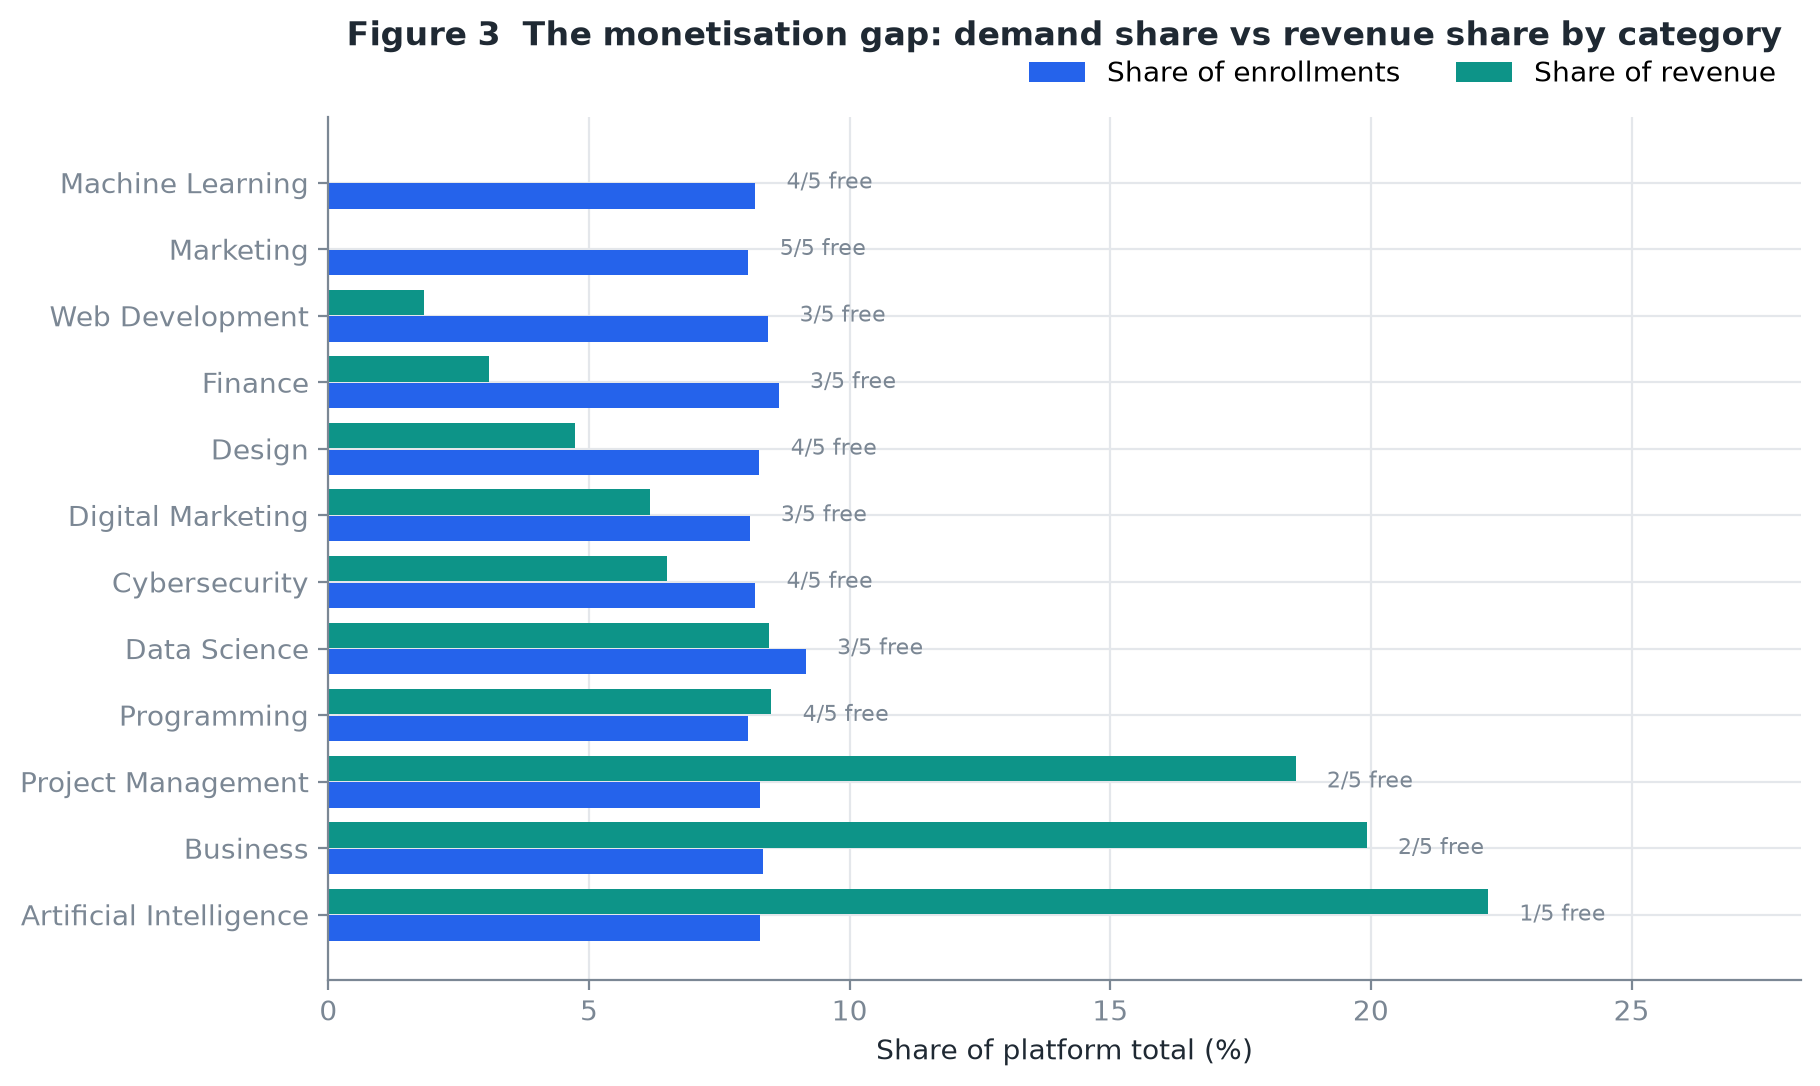 Figure 3  The monetisation gap: demand share vs revenue share by category
Share of enrollments
Share of revenue
Machine Learning
4/5 free
Marketing
5/5 free
Web Development
3/5 free
Finance
3/5 free
Design
4/5 free
Digital Marketing
3/5 free
Cybersecurity
4/5 free
Data Science
3/5 free
Programming
4/5 free
Project Management
2/5 free
Business
2/5 free
Artificial Intelligence
1/5 free
0
5
10
15
20
25
Share of platform total (%)